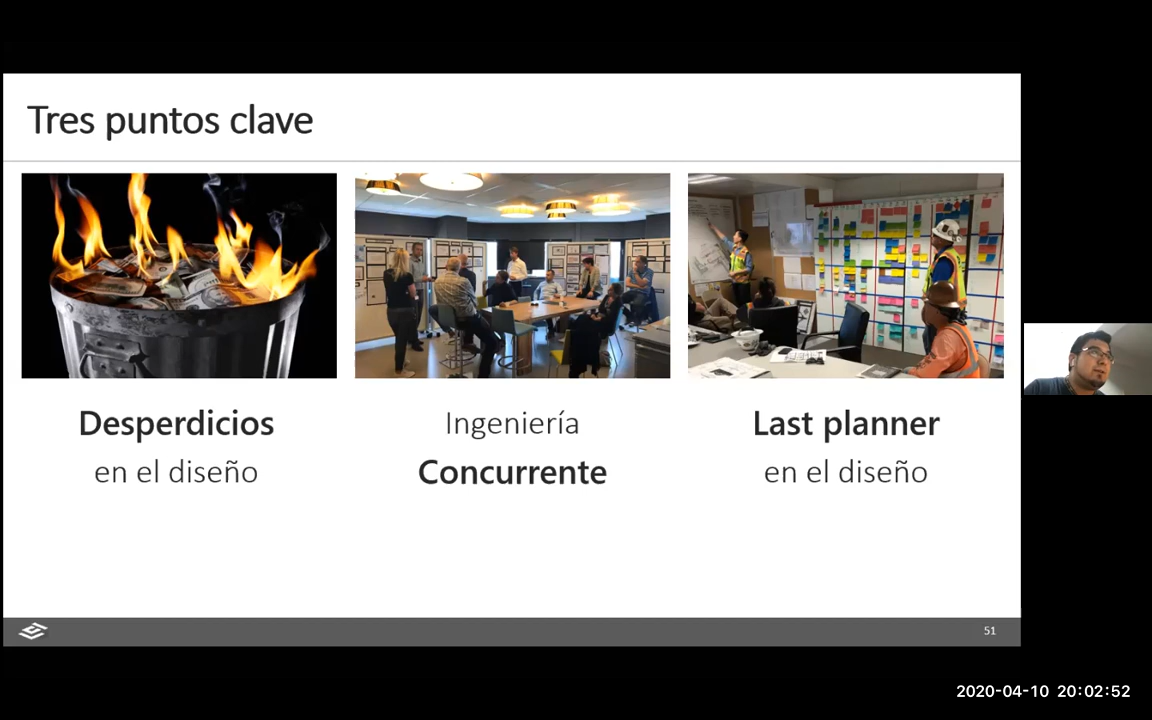 Tres puntos clave
Desperdicios
en el diseño
Ingeniería
Concurrente
Last planner
en el diseño
51
2020-04-10 20:02:52